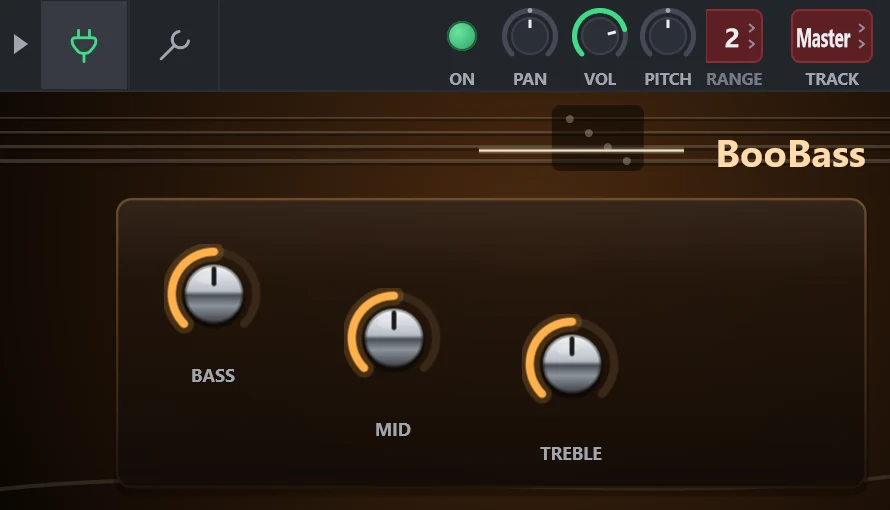 2
Master
ON
PAN
VOL
PITCH
RANGE
TRACK
BooBass
BASS
MID
TREBLE